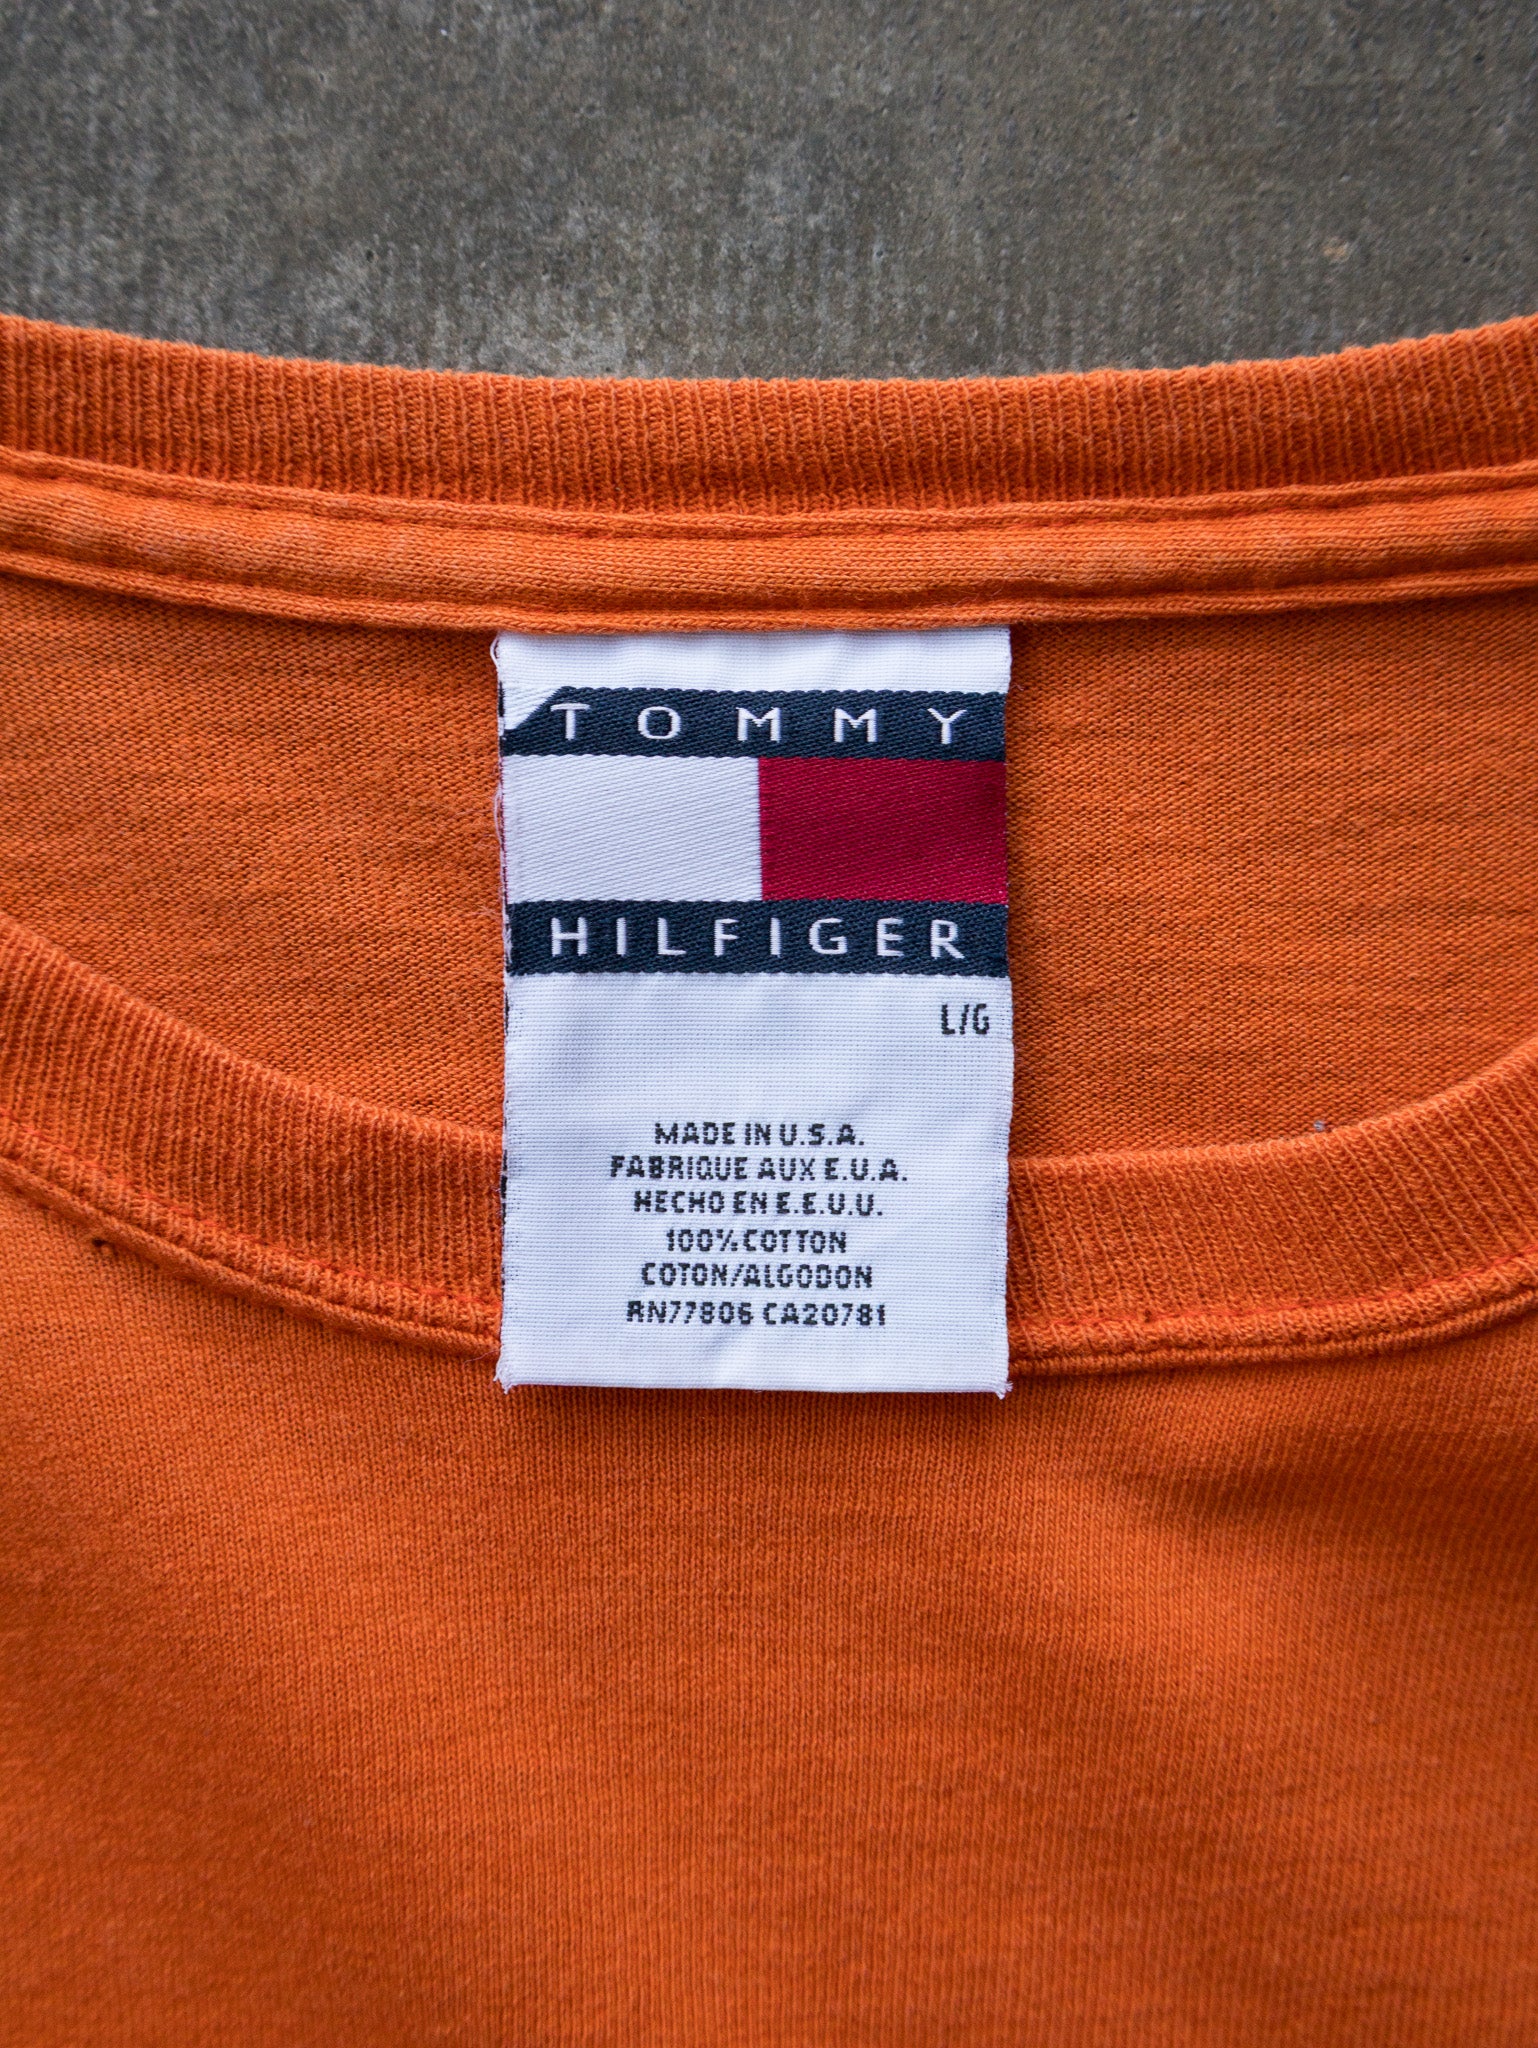 TOMMY
HILFIGER
L/G
MADE IN U.S.A.
FABRIQUE AUX E.U.A.
HECHO EN E.E.U.U.
100% COTTON
COTON/ALGODON
RN77806 CA20781